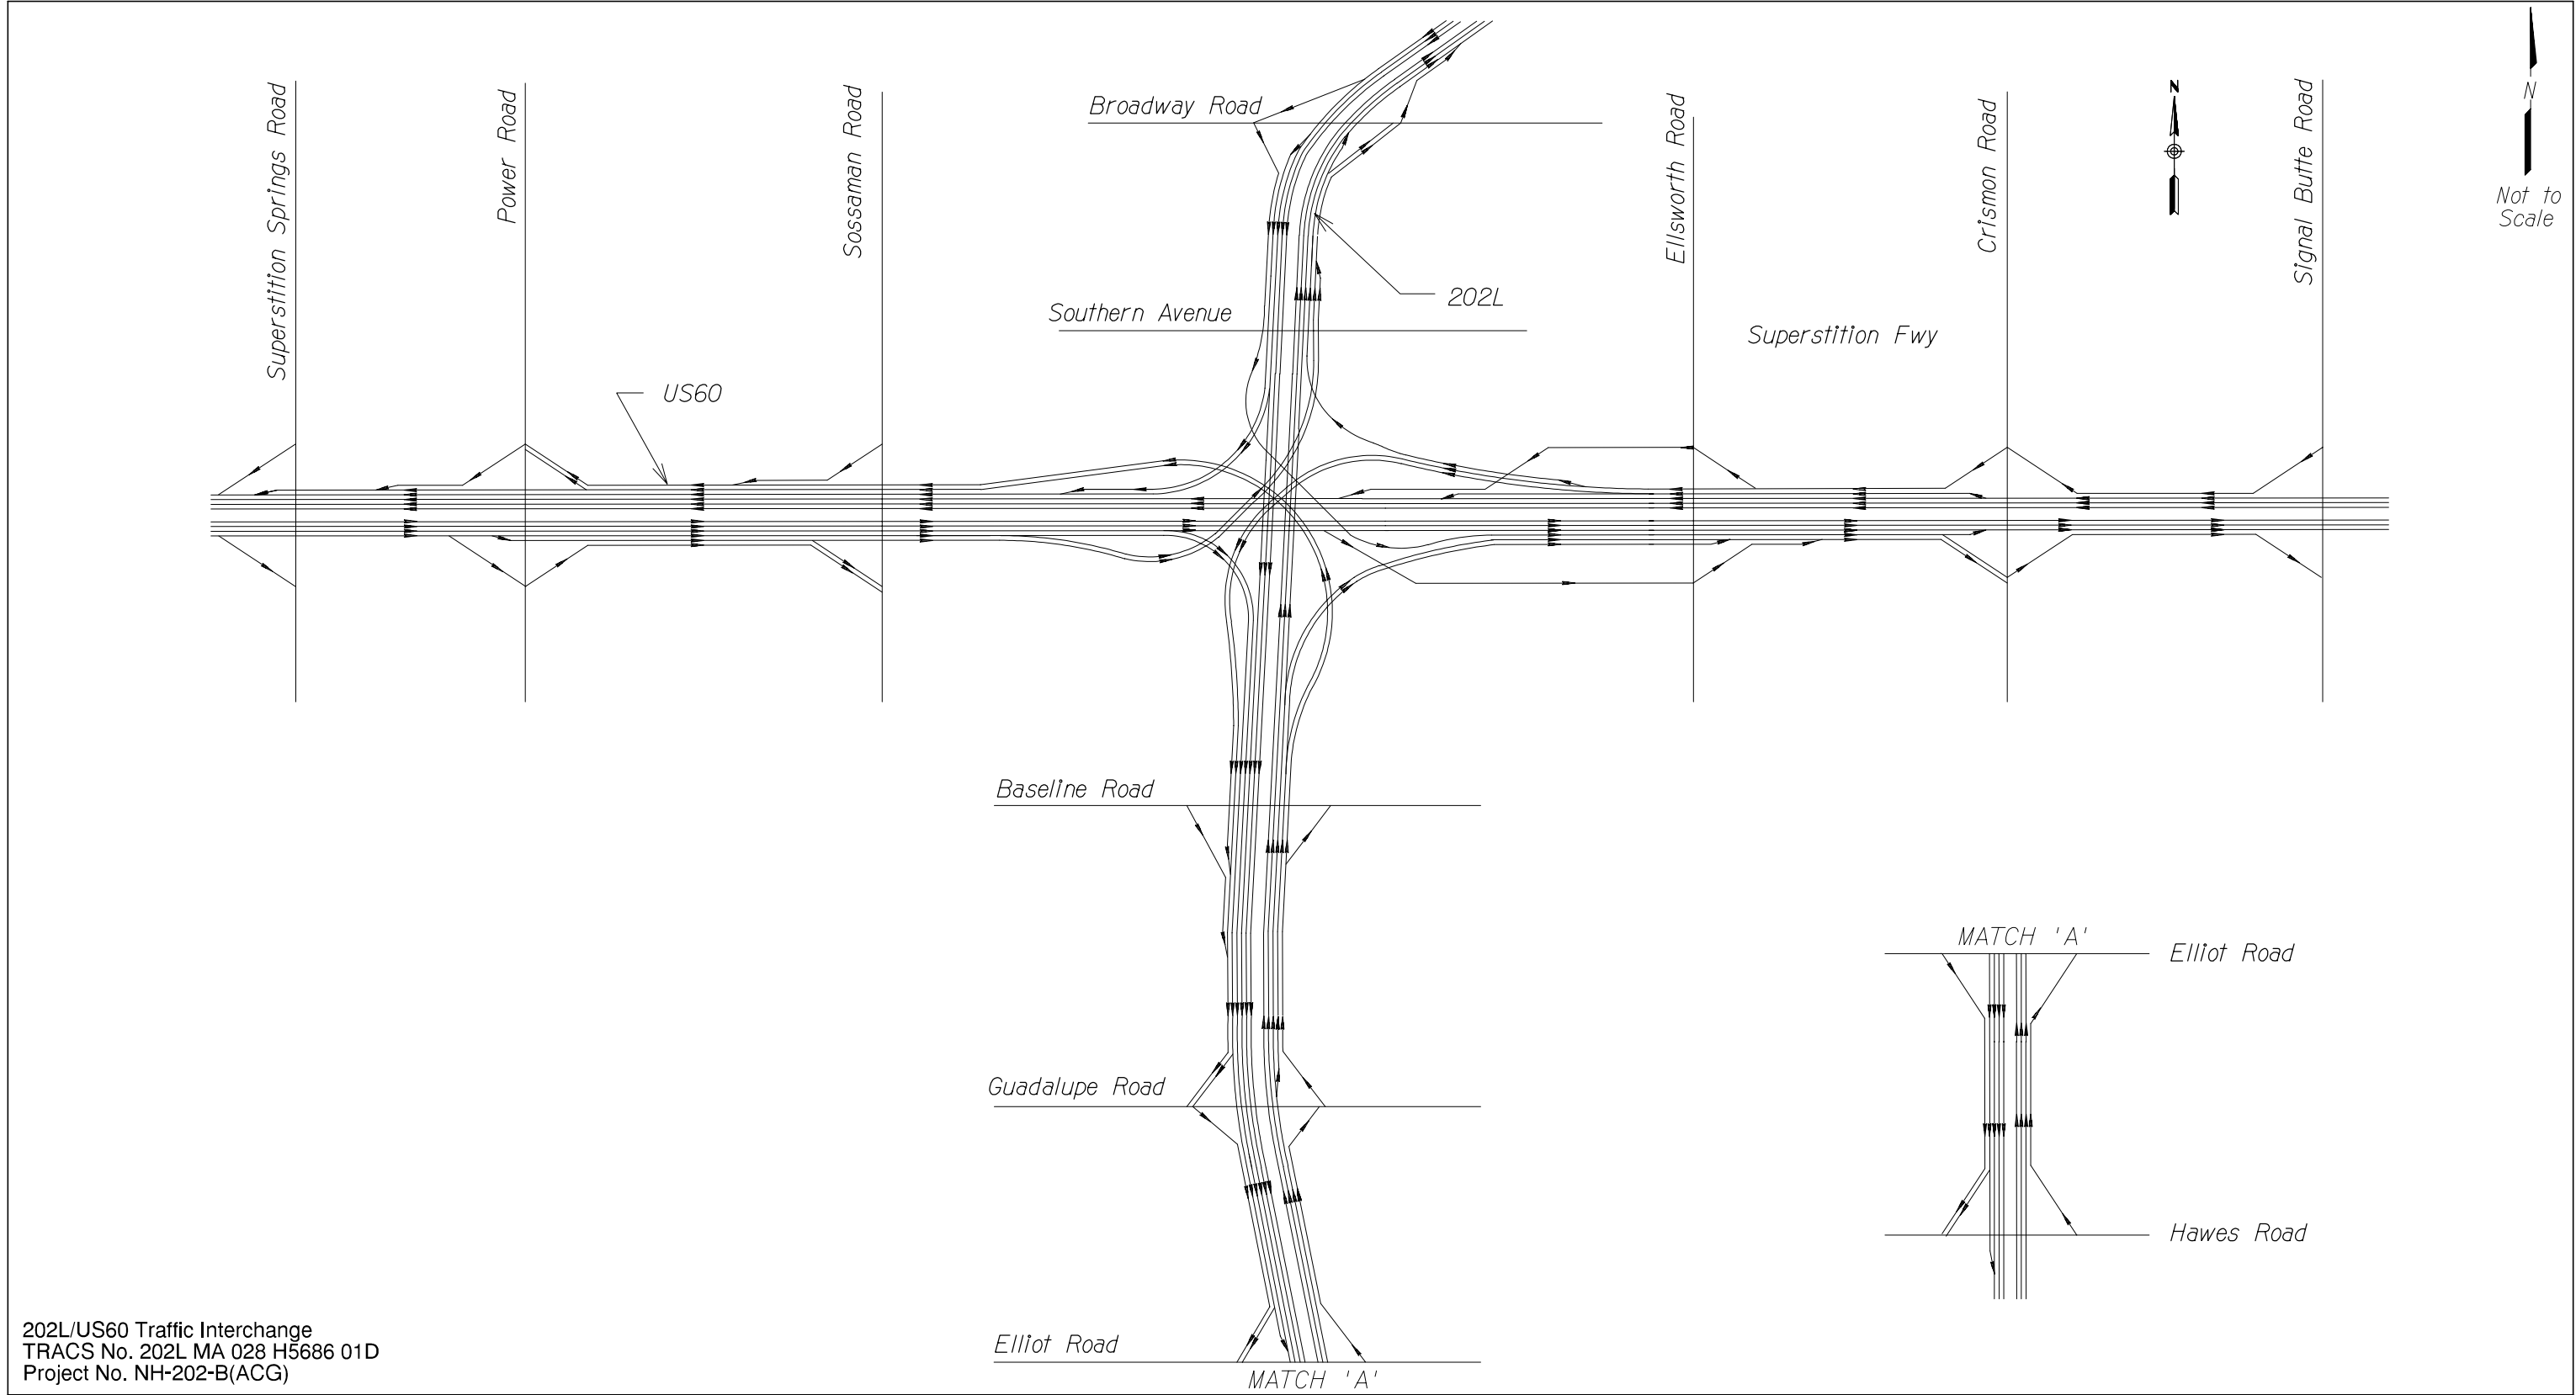 Superstition Springs Road
Power Road
Sossaman Road
Broadway Road
Ellsworth Road
Crismon Road
N
Signal Butte Road
N
Not to
Scale
202L
Southern Avenue
Superstition Fwy
US60
Baseline Road
MATCH 'A'
Elliot Road
Guadalupe Road
Hawes Road
Elliot Road
MATCH 'A'
202L/US60 Traffic Interchange
TRACS No. 202L MA 028 H5686 01D
Project No. NH-202-B(ACG)